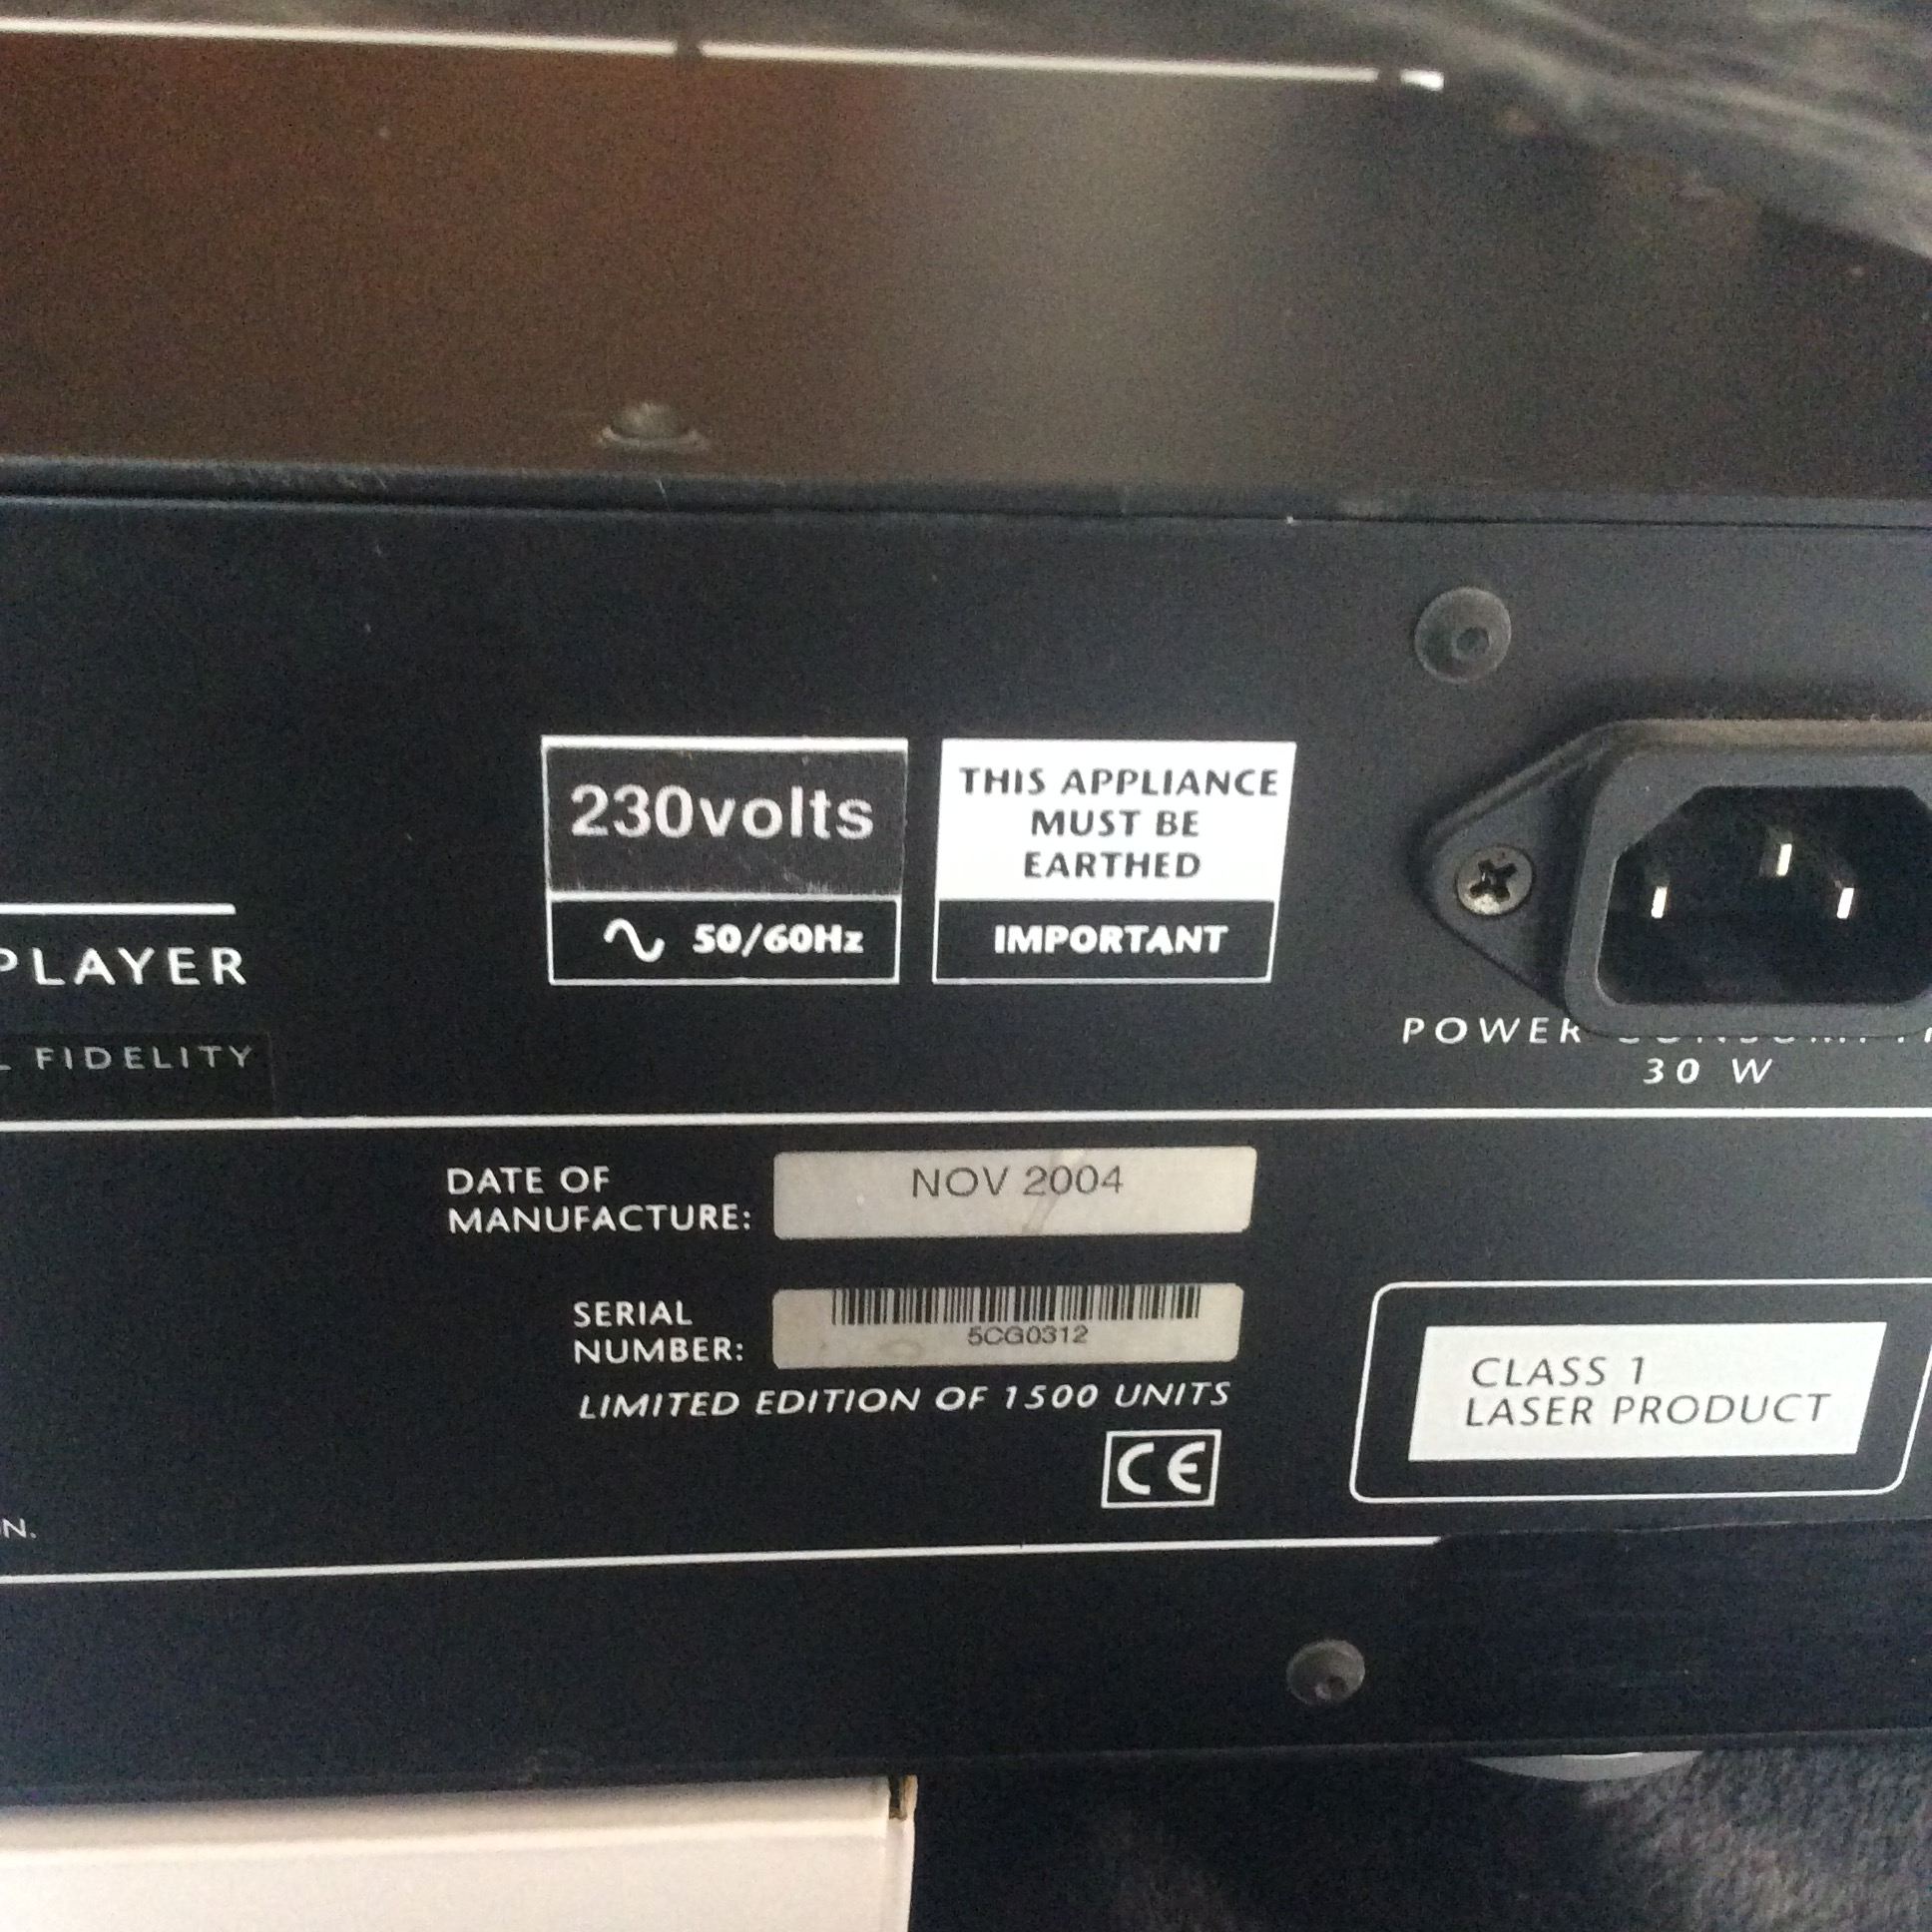 230volts
50/60Hz
THIS APPLIANCE
MUST BE
EARTHED
IMPORTANT
PLAYER
FIDELITY
POWER
30 W
DATE OF
MANUFACTURE:
NOV 2004
SERIAL
NUMBER:
5CG0312
LIMITED EDITION OF 1500 UNITS
CE
CLASS 1
LASER PRODUCT
N.